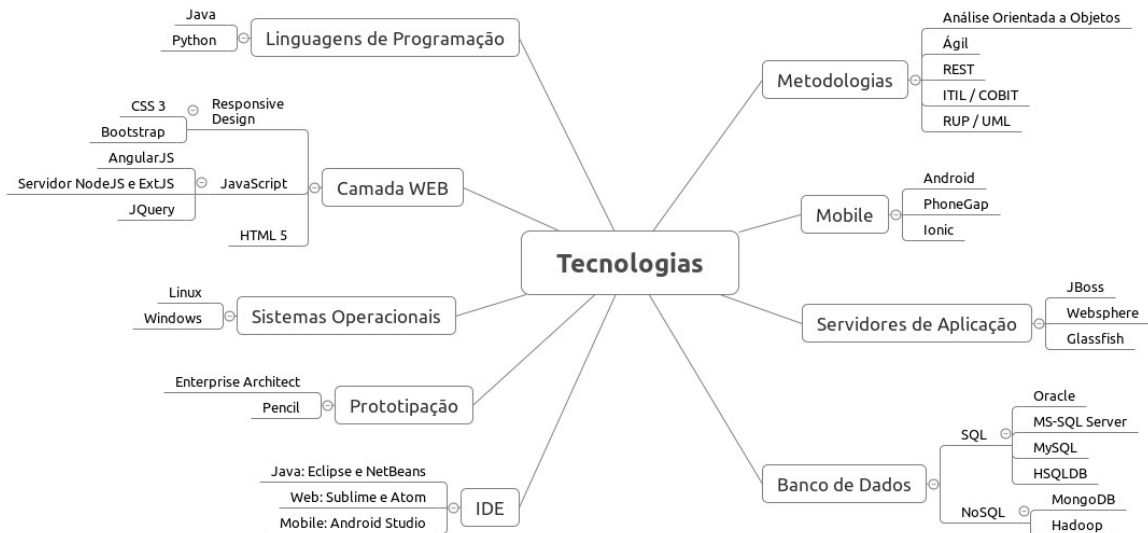 Tecnologias
Linguagens de Programação
Java
Python
Camada WEB
Responsive
Design
CSS 3
Bootstrap
JavaScript
AngularJS
Servidor NodeJS e ExtJS
JQuery
HTML 5
Sistemas Operacionais
Linux
Windows
Prototipação
Enterprise Architect
Pencil
IDE
Java: Eclipse e NetBeans
Web: Sublime e Atom
Mobile: Android Studio
Metodologias
Análise Orientada a Objetos
Ágil
REST
ITIL / COBIT
RUP / UML
Mobile
Android
PhoneGap
Ionic
Servidores de Aplicação
JBoss
Websphere
Glassfish
Banco de Dados
SQL
Oracle
MS-SQL Server
MySQL
HSQLDB
NoSQL
MongoDB
Hadoop